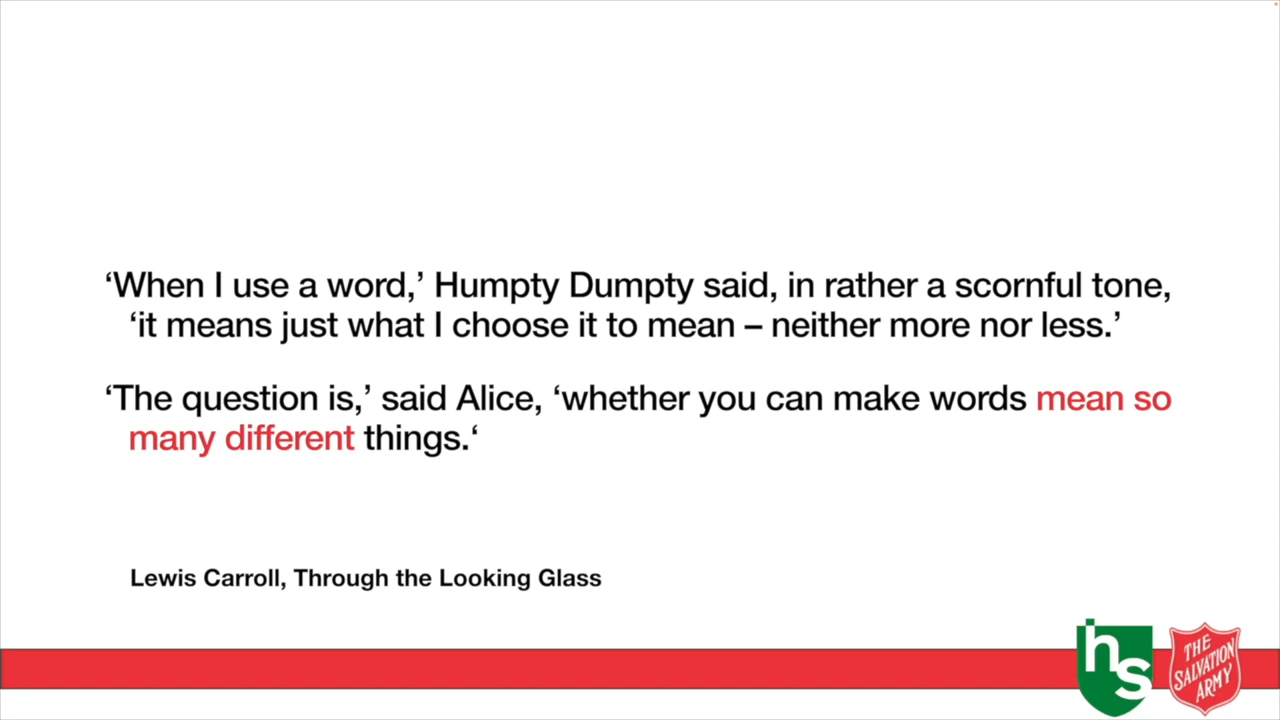 ‘When I use a word,’ Humpty Dumpty said, in rather a scornful tone,
‘it means just what I choose it to mean – neither more nor less.’
‘The question is,’ said Alice, ‘whether you can make words mean so
many different things.‘
Lewis Carroll, Through the Looking Glass
hs
THE
SALVATION
ARMY